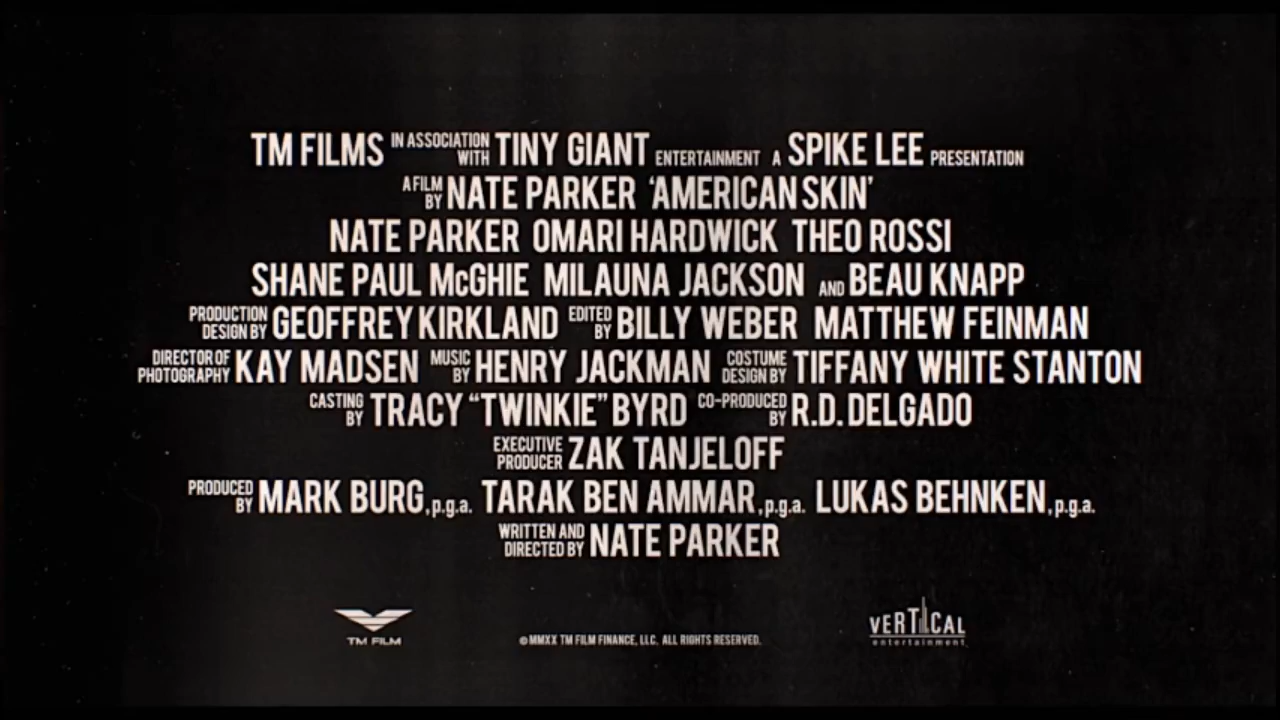 TM FILMS IN ASSOCIATION WITH TINY GIANT ENTERTAINMENT A SPIKE LEE PRESENTATION
A FILM BY NATE PARKER ‘AMERICAN SKIN’
NATE PARKER OMARI HARDWICK THEO ROSSI
SHANE PAUL McGHIE MILAUNA JACKSON AND BEAU KNAPP
PRODUCTION DESIGN BY GEOFFREY KIRKLAND EDITED BY BILLY WEBER MATTHEW FEINMAN
DIRECTOR OF PHOTOGRAPHY KAY MADSEN MUSIC BY HENRY JACKMAN COSTUME DESIGN BY TIFFANY WHITE STANTON
CASTING BY TRACY “TWINKIE” BYRD CO-PRODUCED BY R.D. DELGADO
EXECUTIVE PRODUCER ZAK TANJELOFF
PRODUCED BY MARK BURG, p.g.a. TARAK BEN AMMAR, p.g.a. LUKAS BEHNKEN, p.g.a.
WRITTEN AND DIRECTED BY NATE PARKER
TM FILM
©MMXX TM FILM FINANCE, LLC. ALL RIGHTS RESERVED.
VERTICAL
entertainment